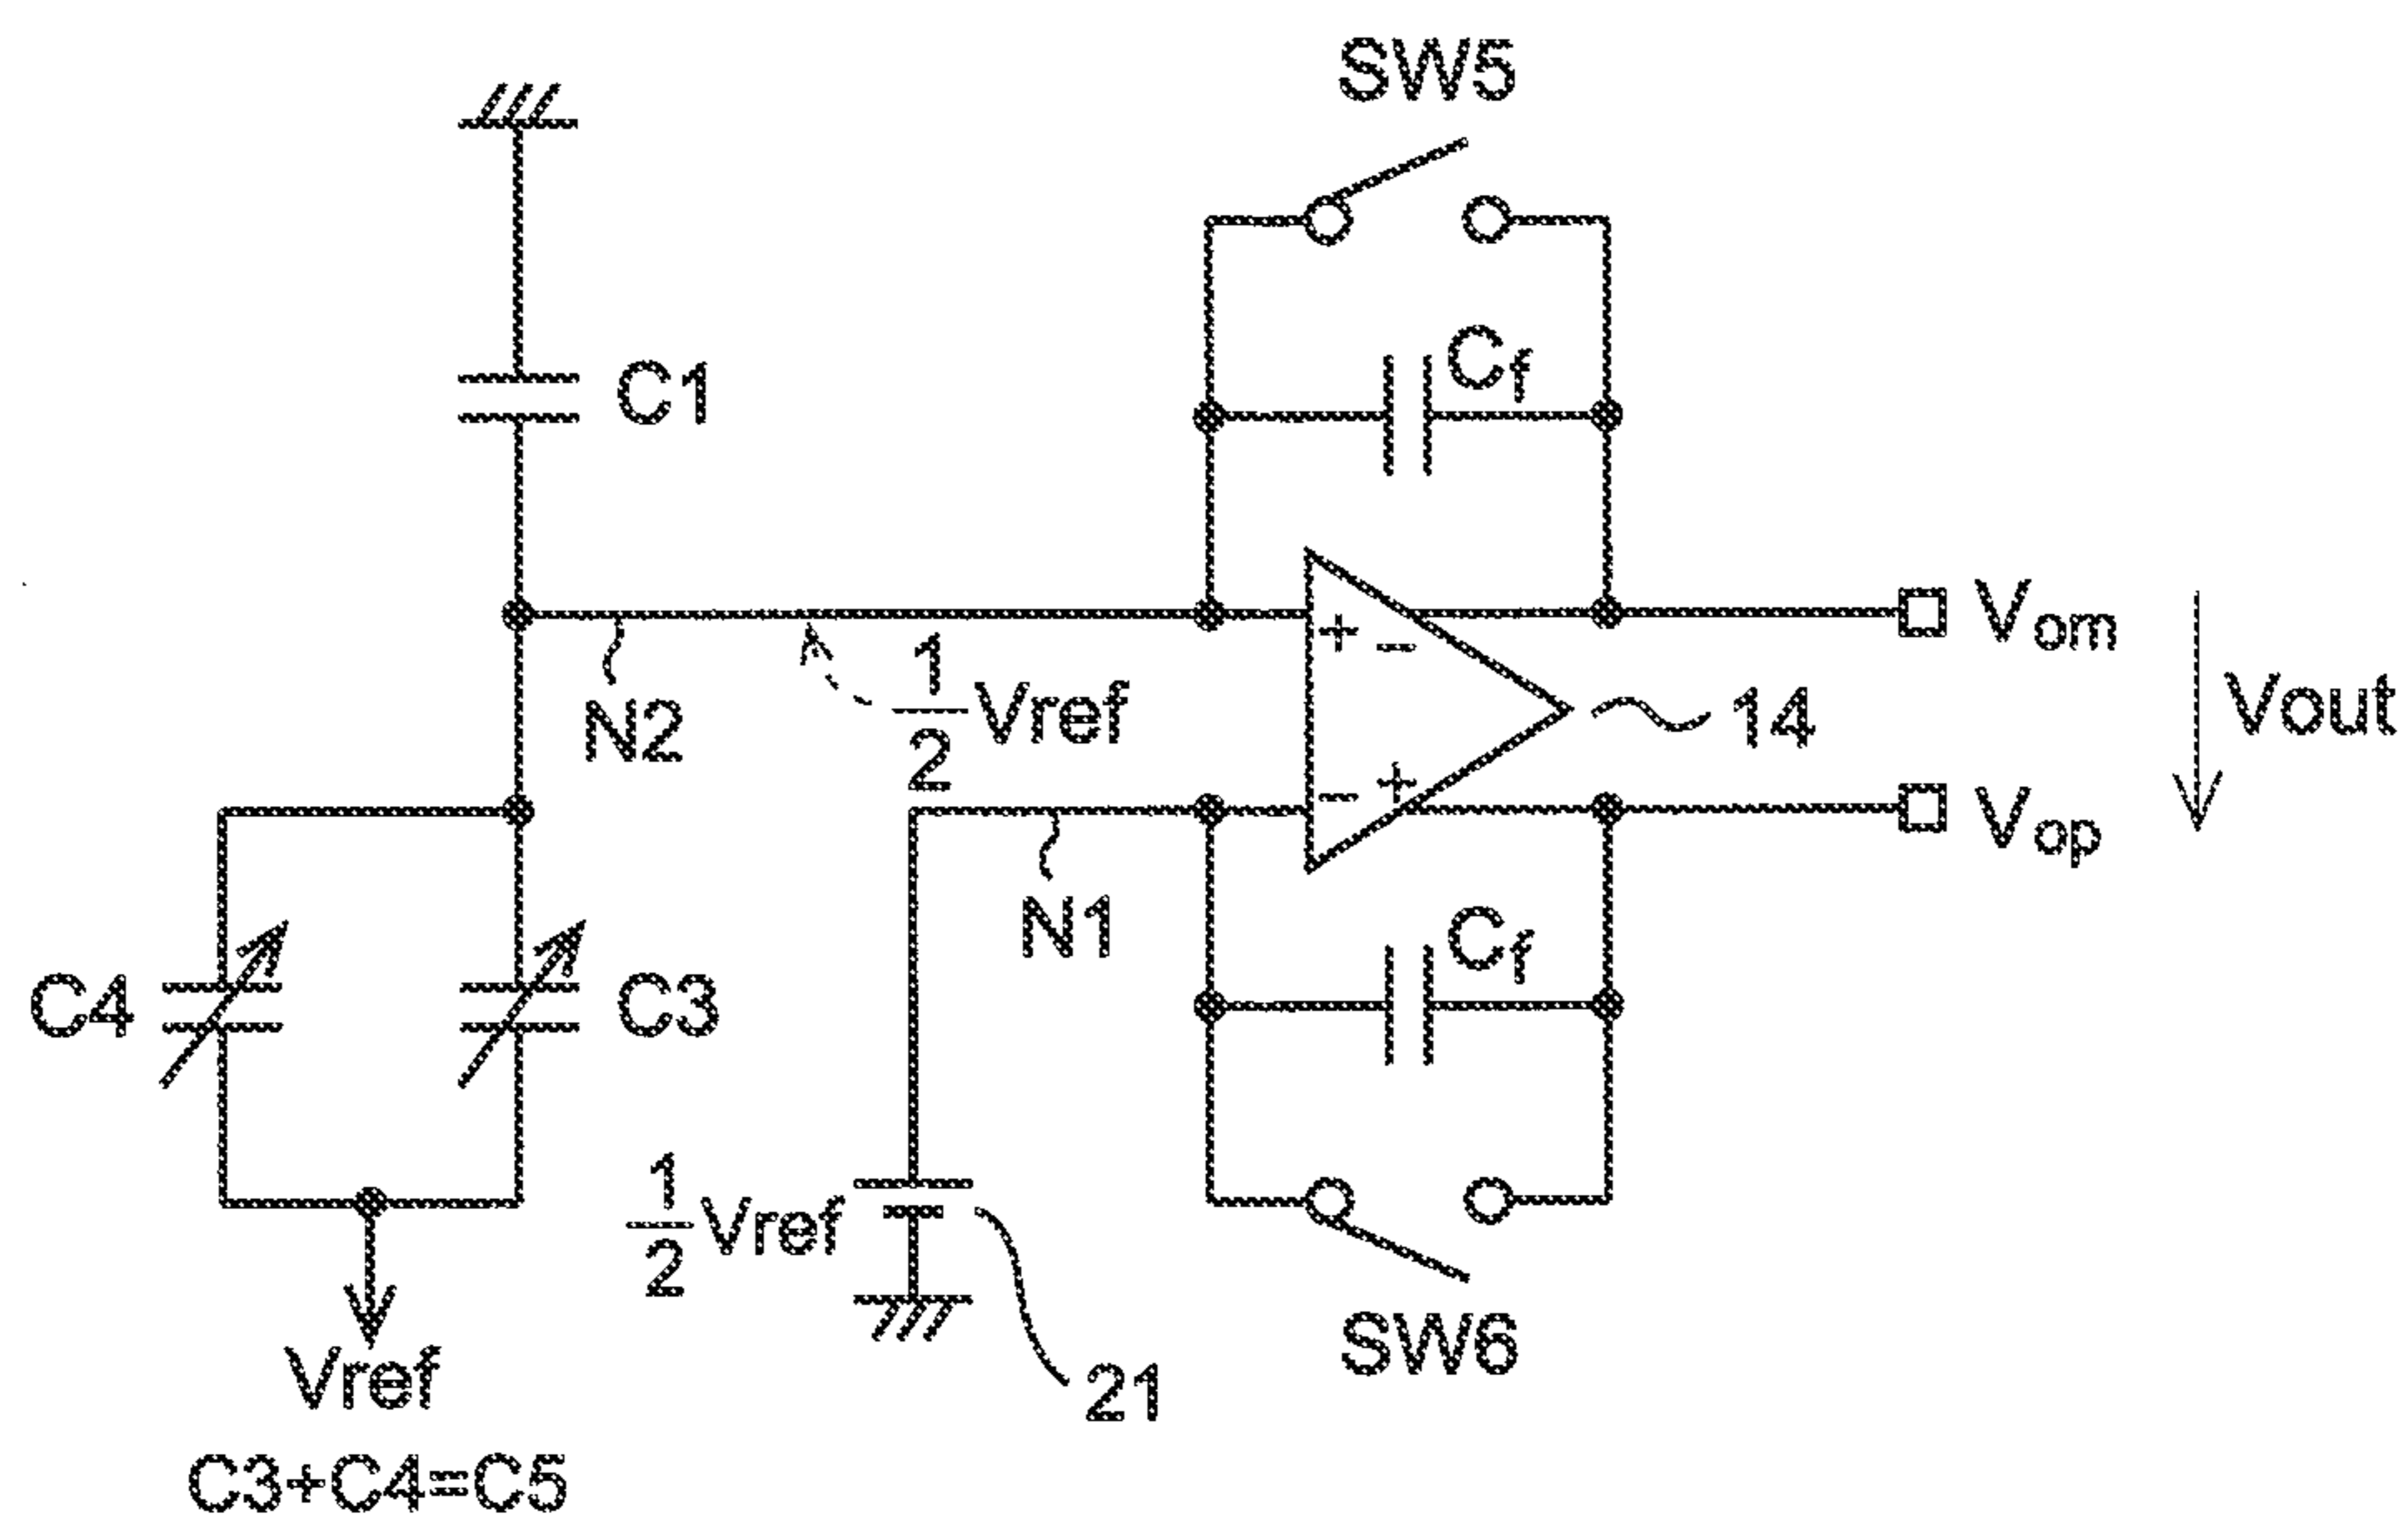 SW5
Cf
C1
+
−
Vom
N2
1/2 Vref
14
Vout
−
+
Vop
N1
Cf
C4
C3
1/2 Vref
21
SW6
Vref
C3+C4=C5